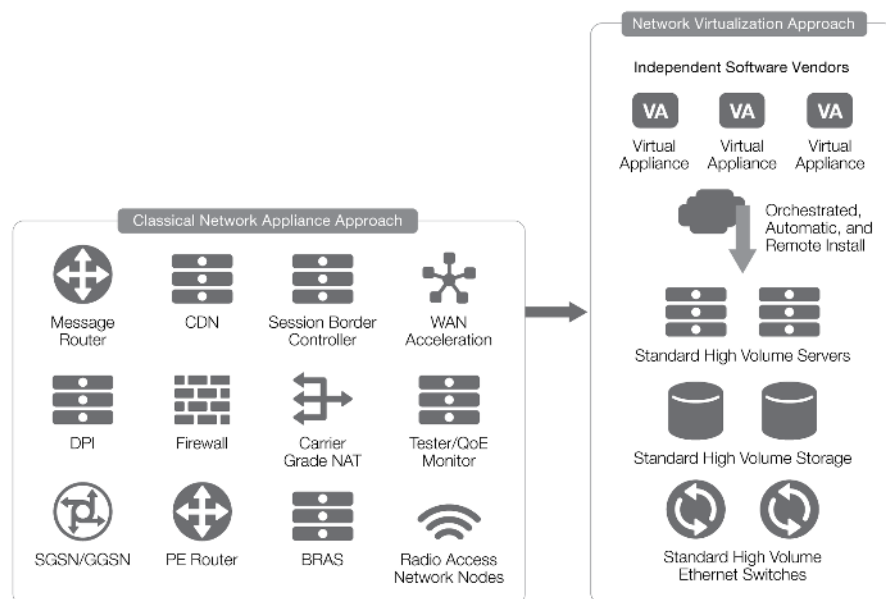 Network Virtualization Approach
Independent Software Vendors
VA
VA
VA
Virtual
Appliance
Virtual
Appliance
Virtual
Appliance
Orchestrated,
Automatic, and
Remote Install
Standard High Volume Servers
Standard High Volume Storage
Standard High Volume
Ethernet Switches
Classical Network Appliance Approach
Message
Router
CDN
Session Border
Controller
WAN
Acceleration
DPI
Firewall
Carrier
Grade NAT
Tester/QoE
Monitor
SGSN/GGSN
PE Router
BRAS
Radio Access
Network Nodes